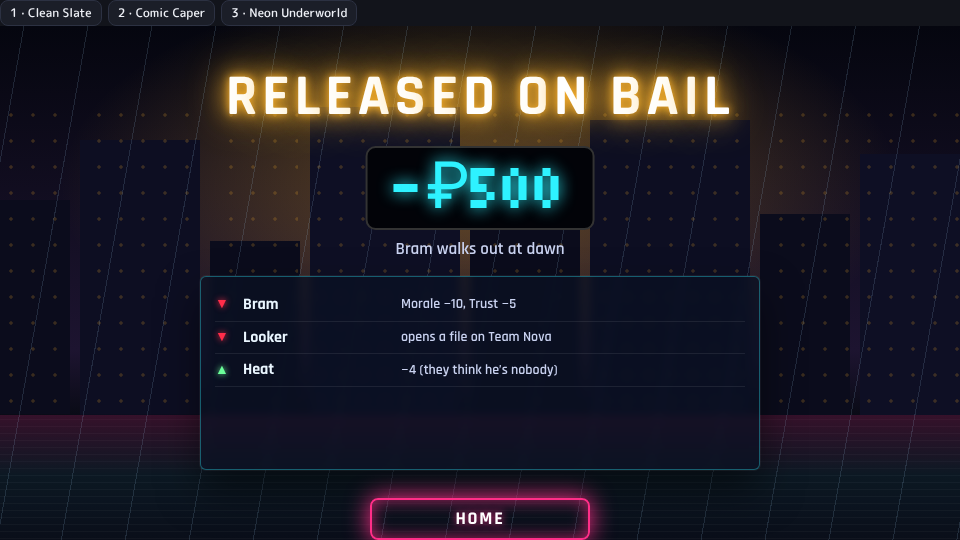 1 · Clean Slate 2 · Comic Caper 3 · Neon Underworld
RELEASED ON BAIL
−₽500
Bram walks out at dawn
▼ Bram Morale −10, Trust −5
▼ Looker opens a file on Team Nova
▲ Heat −4 (they think he's nobody)
HOME